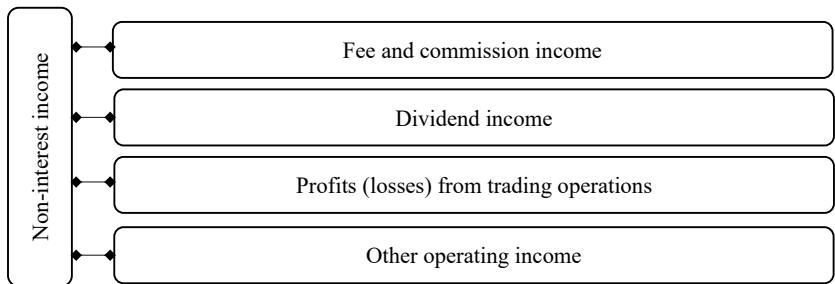 Non-interest income
Fee and commission income
Dividend income
Profits (losses) from trading operations
Other operating income